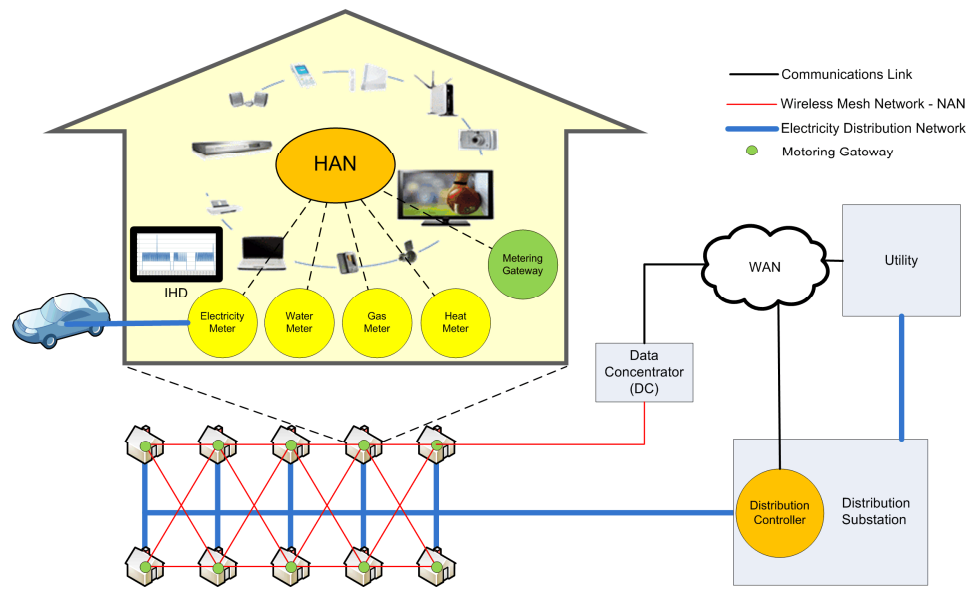 Communications Link
Wireless Mesh Network - NAN
Electricity Distribution Network
Motoring Gateway
HAN
Metering
Gateway
IHD
Electricity
Meter
Water
Meter
Gas
Meter
Heat
Meter
WAN
Utility
Data
Concentrator
(DC)
Distribution
Controller
Distribution
Substation